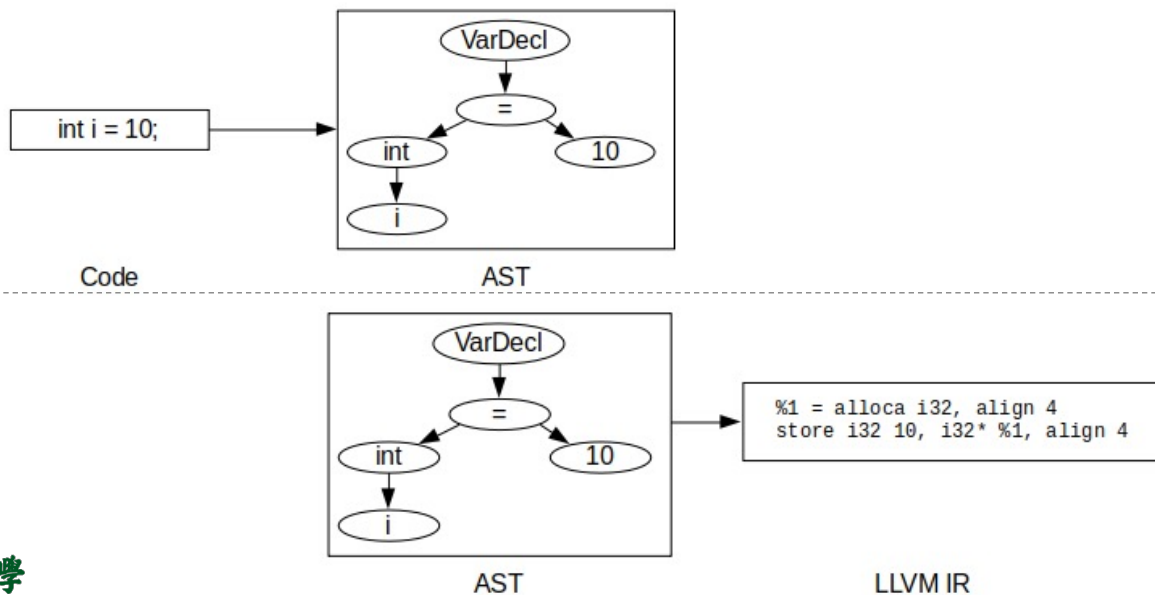 VarDecl
=
int i = 10;
int
10
i
Code
AST
VarDecl
=
%1 = alloca i32, align 4
store i32 10, i32* %1, align 4
int
10
i
學
AST
LLVM IR